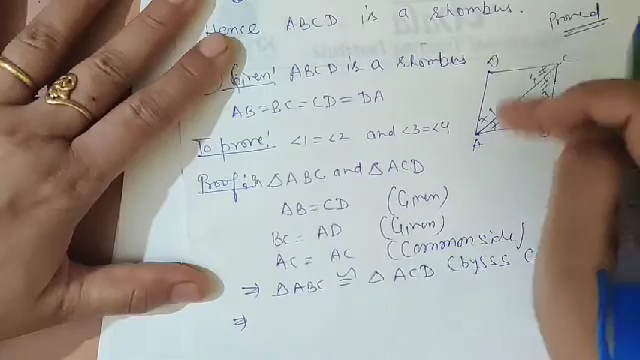 Hence ABCD is a rhombus.
Proved
Given: ABCD is a rhombus
AB=BC=CD=DA
To prove: <1=<2 and <3=<4
Proof: In △ABC and △ACD
AB=CD (Given)
BC= AD (Given)
AC= AC (Common side)
⇒ △ABC ≅ △ACD (by SSS
⇒
D C
A